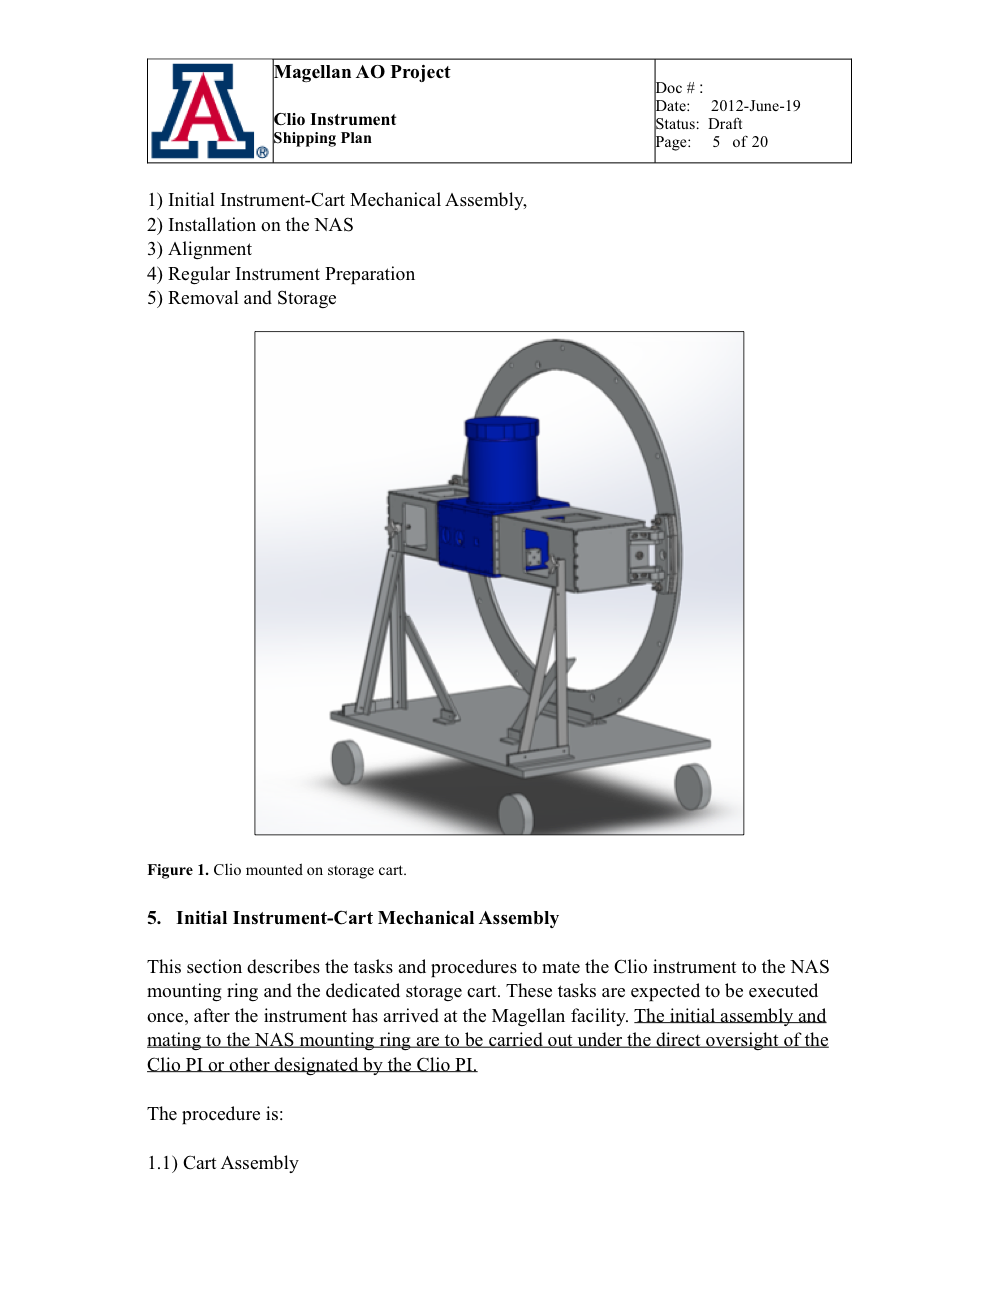 A
®
Magellan AO Project
Clio Instrument
Shipping Plan
Doc # :
Date: 2012-June-19
Status: Draft
Page: 5 of 20
1) Initial Instrument-Cart Mechanical Assembly,
2) Installation on the NAS
3) Alignment
4) Regular Instrument Preparation
5) Removal and Storage
Figure 1. Clio mounted on storage cart.
5. Initial Instrument-Cart Mechanical Assembly
This section describes the tasks and procedures to mate the Clio instrument to the NAS
mounting ring and the dedicated storage cart. These tasks are expected to be executed
once, after the instrument has arrived at the Magellan facility. The initial assembly and
mating to the NAS mounting ring are to be carried out under the direct oversight of the
Clio PI or other designated by the Clio PI.
The procedure is:
1.1) Cart Assembly